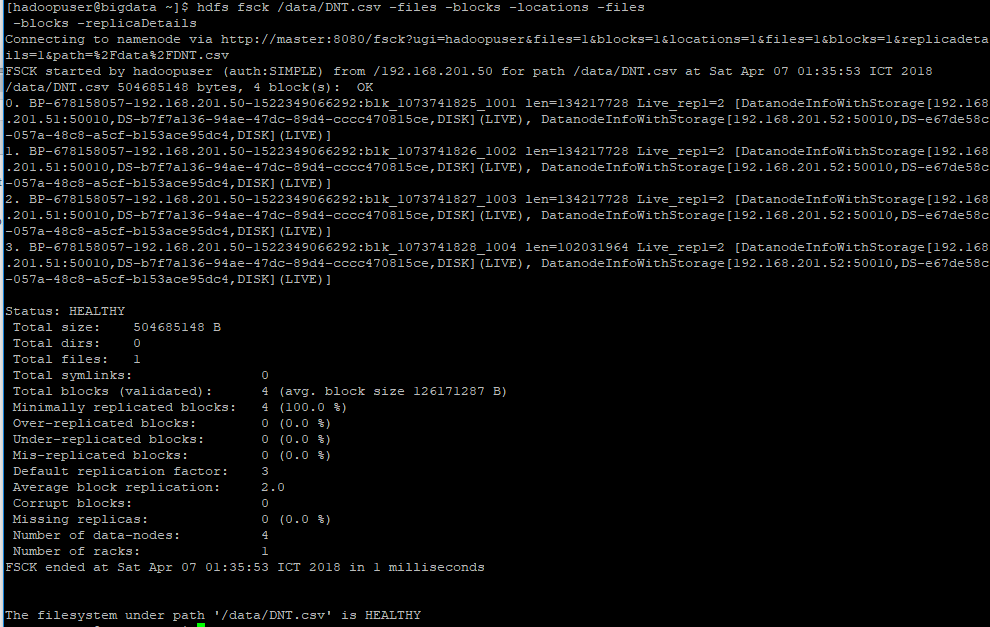 [hadoopuser@bigdata ~]$ hdfs fsck /data/DNT.csv -files -blocks -locations -files
 -blocks -replicaDetails
Connecting to namenode via http://master:8080/fsck?ugi=hadoopuser&files=1&blocks=1&locations=1&files=1&blocks=1&replicadeta
ils=1&path=%2Fdata%2FDNT.csv
FSCK started by hadoopuser (auth:SIMPLE) from /192.168.201.50 for path /data/DNT.csv at Sat Apr 07 01:35:53 ICT 2018
/data/DNT.csv 504685148 bytes, 4 block(s):  OK
0. BP-678158057-192.168.201.50-1522349066292:blk_1073741825_1001 len=134217728 Live_repl=2 [DatanodeInfoWithStorage[192.168
.201.51:50010,DS-b7f7a136-94ae-47dc-89d4-cccc470815ce,DISK](LIVE), DatanodeInfoWithStorage[192.168.201.52:50010,DS-e67de58c
-057a-48c8-a5cf-b153ace95dc4,DISK](LIVE)]
1. BP-678158057-192.168.201.50-1522349066292:blk_1073741826_1002 len=134217728 Live_repl=2 [DatanodeInfoWithStorage[192.168
.201.51:50010,DS-b7f7a136-94ae-47dc-89d4-cccc470815ce,DISK](LIVE), DatanodeInfoWithStorage[192.168.201.52:50010,DS-e67de58c
-057a-48c8-a5cf-b153ace95dc4,DISK](LIVE)]
2. BP-678158057-192.168.201.50-1522349066292:blk_1073741827_1003 len=134217728 Live_repl=2 [DatanodeInfoWithStorage[192.168
.201.51:50010,DS-b7f7a136-94ae-47dc-89d4-cccc470815ce,DISK](LIVE), DatanodeInfoWithStorage[192.168.201.52:50010,DS-e67de58c
-057a-48c8-a5cf-b153ace95dc4,DISK](LIVE)]
3. BP-678158057-192.168.201.50-1522349066292:blk_1073741828_1004 len=102031964 Live_repl=2 [DatanodeInfoWithStorage[192.168
.201.51:50010,DS-b7f7a136-94ae-47dc-89d4-cccc470815ce,DISK](LIVE), DatanodeInfoWithStorage[192.168.201.52:50010,DS-e67de58c
-057a-48c8-a5cf-b153ace95dc4,DISK](LIVE)]
Status: HEALTHY
 Total size:    504685148 B
 Total dirs:    0
 Total files:   1
 Total symlinks:                0
 Total blocks (validated):      4 (avg. block size 126171287 B)
 Minimally replicated blocks:   4 (100.0 %)
 Over-replicated blocks:        0 (0.0 %)
 Under-replicated blocks:       0 (0.0 %)
 Mis-replicated blocks:         0 (0.0 %)
 Default replication factor:    3
 Average block replication:     2.0
 Corrupt blocks:                0
 Missing replicas:              0 (0.0 %)
 Number of data-nodes:          4
 Number of racks:               1
FSCK ended at Sat Apr 07 01:35:53 ICT 2018 in 1 milliseconds
The filesystem under path '/data/DNT.csv' is HEALTHY